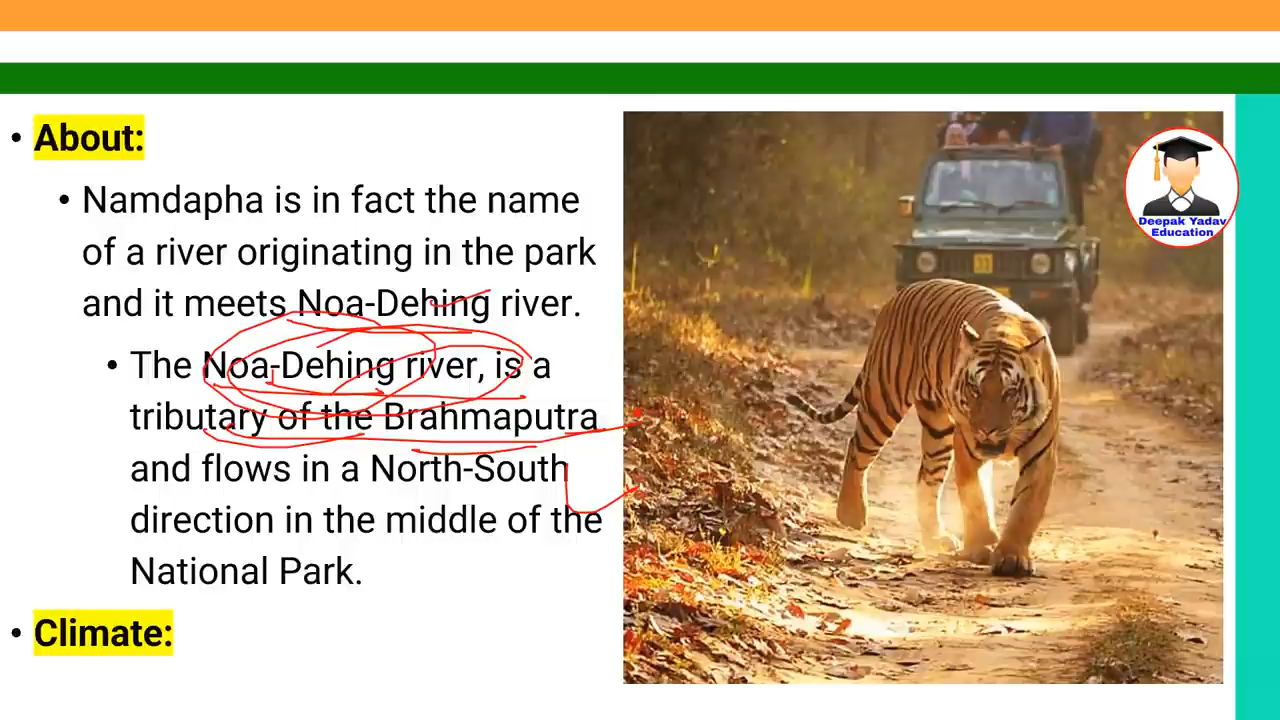 About:
Namdapha is in fact the name
of a river originating in the park
and it meets Noa-Dehing river.
The Noa-Dehing river, is a
tributary of the Brahmaputra
and flows in a North-South
direction in the middle of the
National Park.
Climate:
Deepak Yadav
Education